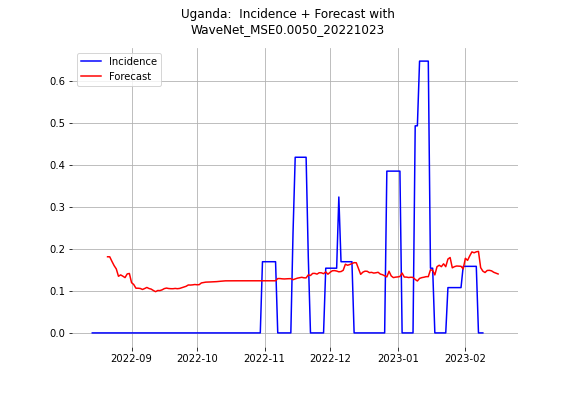 Uganda:  Incidence + Forecast with
WaveNet_MSE0.0050_20221023
Incidence
Forecast
0.6
0.5
0.4
0.3
0.2
0.1
0.0
2022-09 2022-10 2022-11 2022-12 2023-01 2023-02